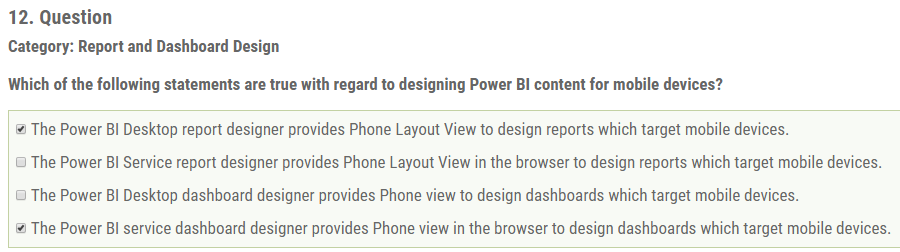 12. Question
Category: Report and Dashboard Design
Which of the following statements are true with regard to designing Power BI content for mobile devices?
The Power BI Desktop report designer provides Phone Layout View to design reports which target mobile devices.
The Power BI Service report designer provides Phone Layout View in the browser to design reports which target mobile devices.
The Power BI Desktop dashboard designer provides Phone view to design dashboards which target mobile devices.
The Power BI service dashboard designer provides Phone view in the browser to design dashboards which target mobile devices.